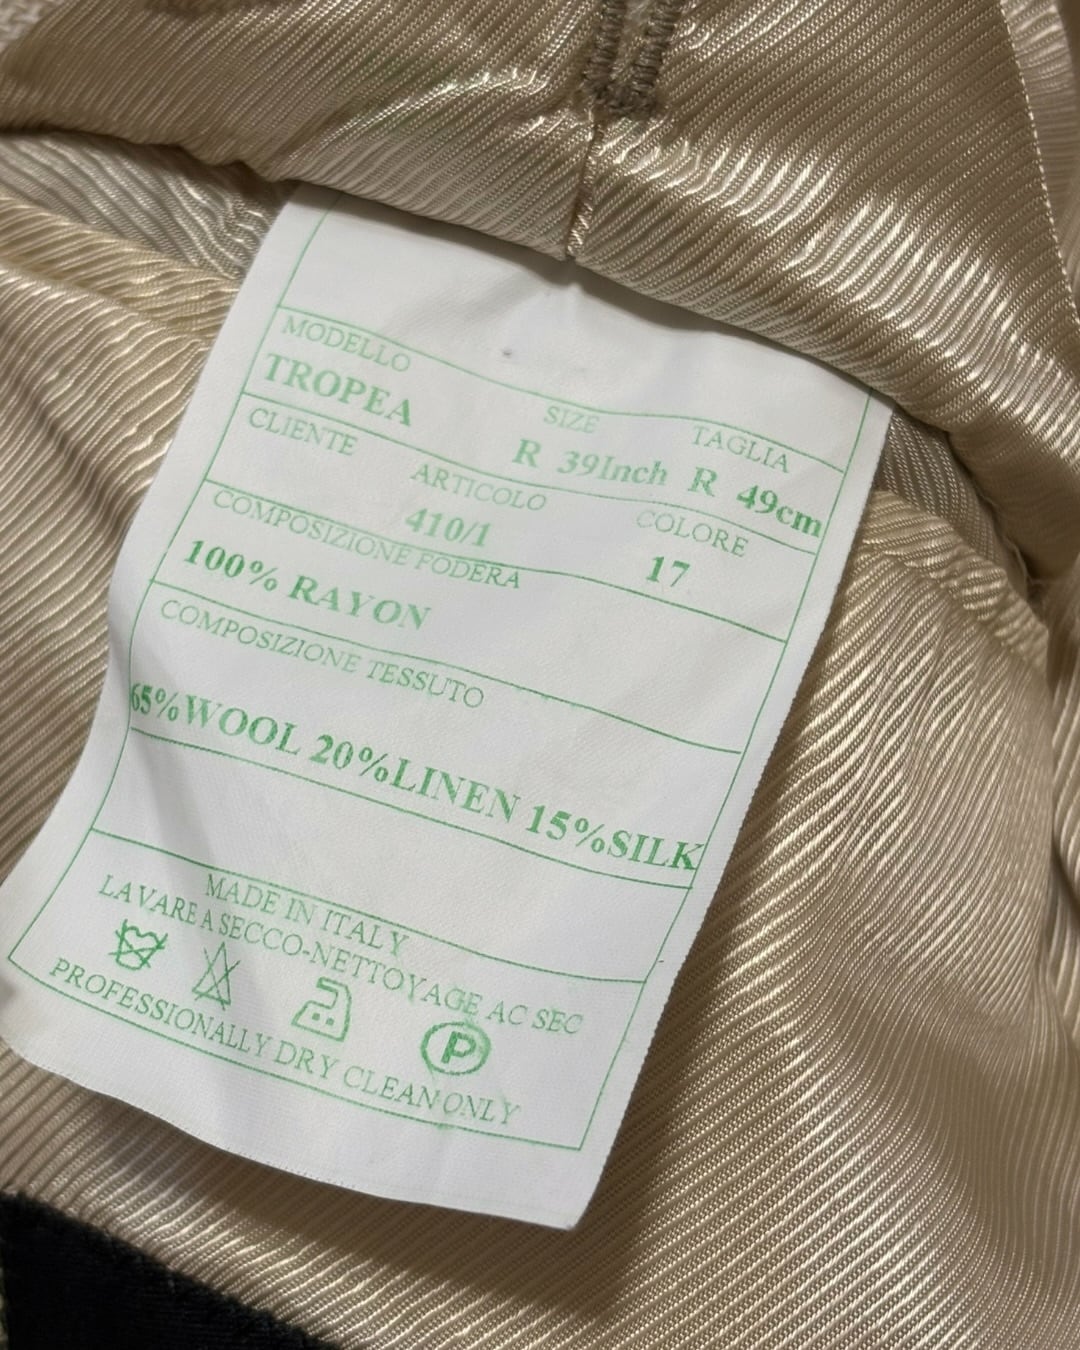 MODELLO SIZE TAGLIA
TROPEA R 39Inch R 49cm
CLIENTE ARTICOLO COLORE
410/1 17
COMPOSIZIONE FODERA
100% RAYON
COMPOSIZIONE TESSUTO
65%WOOL 20%LINEN 15%SILK
MADE IN ITALY
LAVARE A SECCO-NETTOYAGE AC SEC
P
PROFESSIONALLY DRY CLEAN ONLY